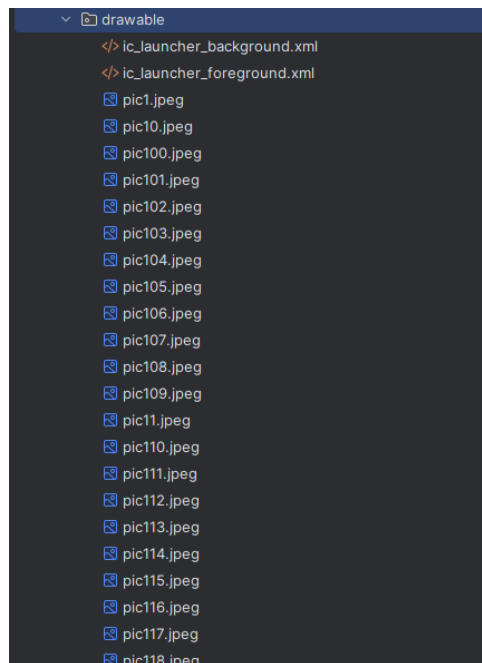 drawable
ic_launcher_background.xml
ic_launcher_foreground.xml
pic1.jpeg
pic10.jpeg
pic100.jpeg
pic101.jpeg
pic102.jpeg
pic103.jpeg
pic104.jpeg
pic105.jpeg
pic106.jpeg
pic107.jpeg
pic108.jpeg
pic109.jpeg
pic11.jpeg
pic110.jpeg
pic111.jpeg
pic112.jpeg
pic113.jpeg
pic114.jpeg
pic115.jpeg
pic116.jpeg
pic117.jpeg
pic118.jpeg